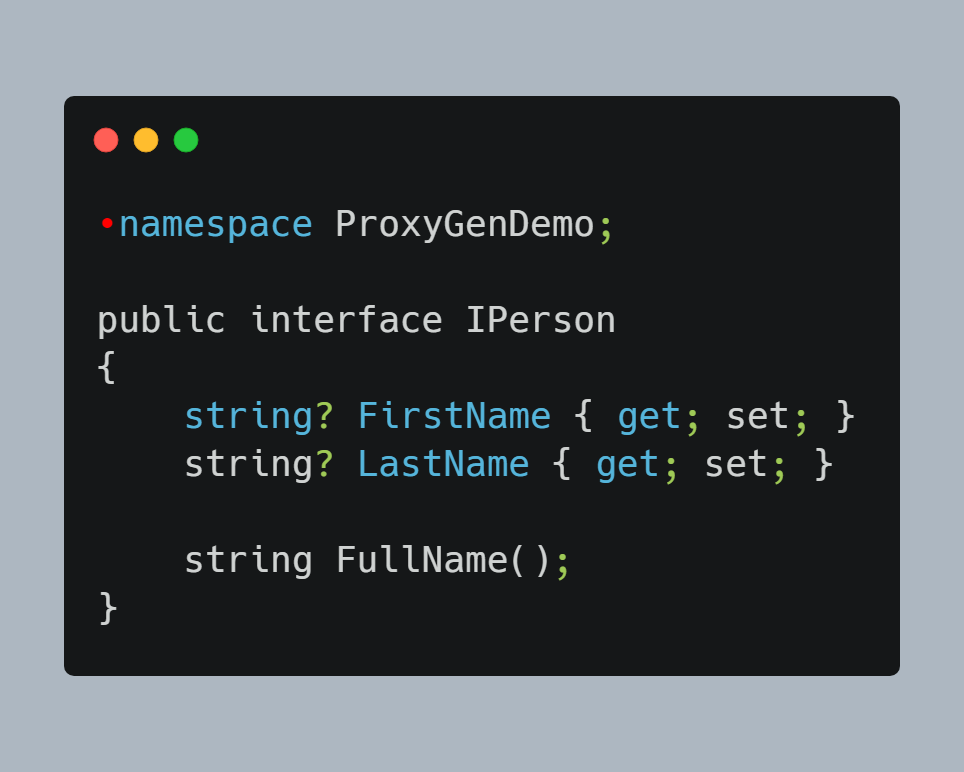 •namespace ProxyGenDemo;
public interface IPerson
{
    string? FirstName { get; set; }
    string? LastName { get; set; }
    string FullName();
}